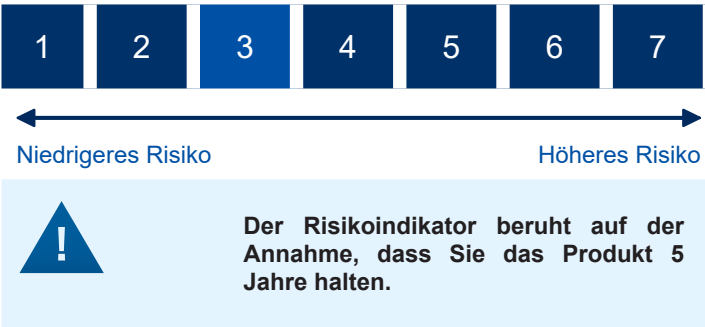 1 2 3 4 5 6 7
Niedrigeres Risiko Höheres Risiko
!
Der Risikoindikator beruht auf der
Annahme, dass Sie das Produkt 5
Jahre halten.